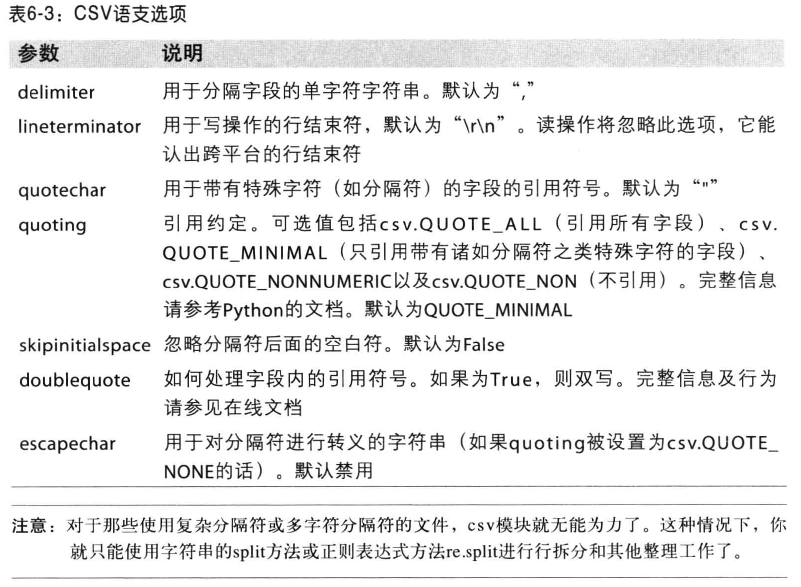 表6-3：CSV语支选项
参数 说明
delimiter 用于分隔字段的单字符字符串。默认为“,”
lineterminator 用于写操作的行结束符，默认为“\r\n”。读操作将忽略此选项，它能
认出跨平台的行结束符
quotechar 用于带有特殊字符（如分隔符）的字段的引用符号。默认为“"”
quoting 引用约定。可选值包括csv.QUOTE_ALL（引用所有字段）、csv.
QUOTE_MINIMAL（只引用带有诸如分隔符之类特殊字符的字段）、
csv.QUOTE_NONNUMERIC以及csv.QUOTE_NON（不引用）。完整信息
请参考Python的文档。默认为QUOTE_MINIMAL
skipinitialspace 忽略分隔符后面的空白符。默认为False
doublequote 如何处理字段内的引用符号。如果为True，则双写。完整信息及行为
请参见在线文档
escapechar 用于对分隔符进行转义的字符串（如果quoting被设置为csv.QUOTE_
NONE的话）。默认禁用
注意：对于那些使用复杂分隔符或多字符分隔符的文件，csv模块就无能为力了。这种情况下，你
就只能使用字符串的split方法或正则表达式方法re.split进行行拆分和其他整理工作了。